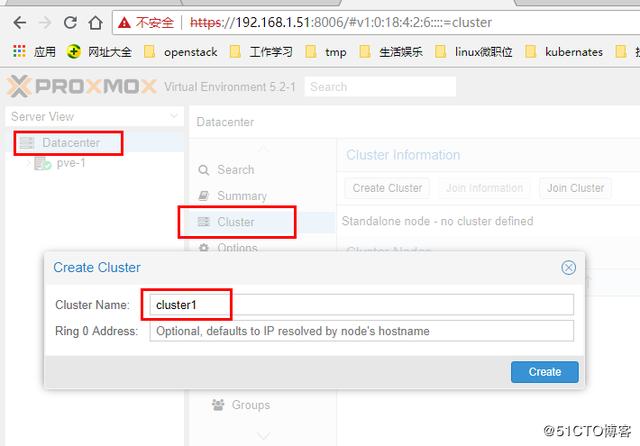 不安全 https://192.168.1.51:8006/#v1:0:18:4:2:6::::=cluster
应用 网址大全 openstack 工作学习 tmp 生活娱乐 linux微职位 kubernates
PROXMOX Virtual Environment 5.2-1 Search
Server View
Datacenter
pve-1
Datacenter
Search
Summary
Cluster
Options
Cluster Information
Create Cluster Join Information Join Cluster
Standalone node - no cluster defined
Cluster Nodes
Create Cluster
Cluster Name: cluster1
Ring 0 Address: Optional, defaults to IP resolved by node's hostname
Create
Groups
@51CTO博客